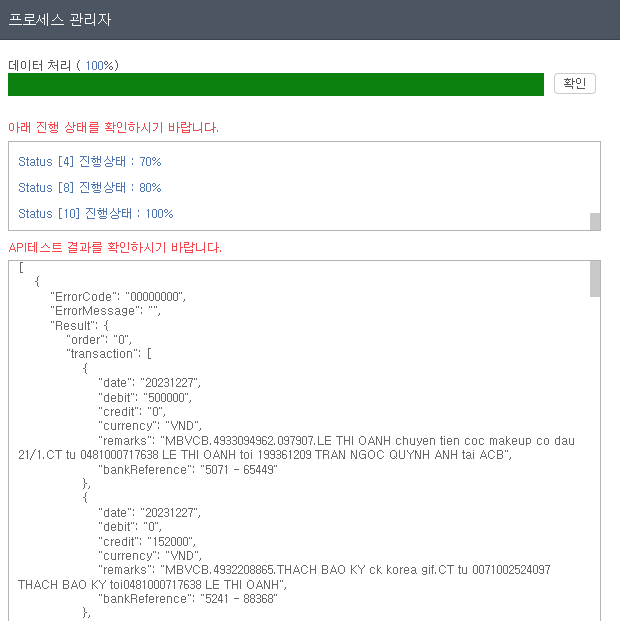 프로세스 관리자
데이터 처리 ( 100%)
확인
아래 진행 상태를 확인하시기 바랍니다.
Status [4] 진행상태 : 70%
Status [8] 진행상태 : 80%
Status [10] 진행상태 : 100%
API테스트 결과를 확인하시기 바랍니다.
[
{
"ErrorCode": "00000000",
"ErrorMessage": "",
"Result": {
"order": "0",
"transaction": [
{
"date": "20231227",
"debit": "500000",
"credit": "0",
"currency": "VND",
"remarks": "MBVCB.4933094962.097907.LE THI OANH chuyen tien coc makeup co dau
21/1.CT tu 0481000717638 LE THI OANH toi 199361209 TRAN NGOC QUYNH ANH tai ACB",
"bankReference": "5071 - 65449"
},
{
"date": "20231227",
"debit": "0",
"credit": "152000",
"currency": "VND",
"remarks": "MBVCB.4932208865.THACH BAO KY ck korea gif.CT tu 0071002524097
THACH BAO KY toi0481000717638 LE THI OANH",
"bankReference": "5241 - 88368"
},